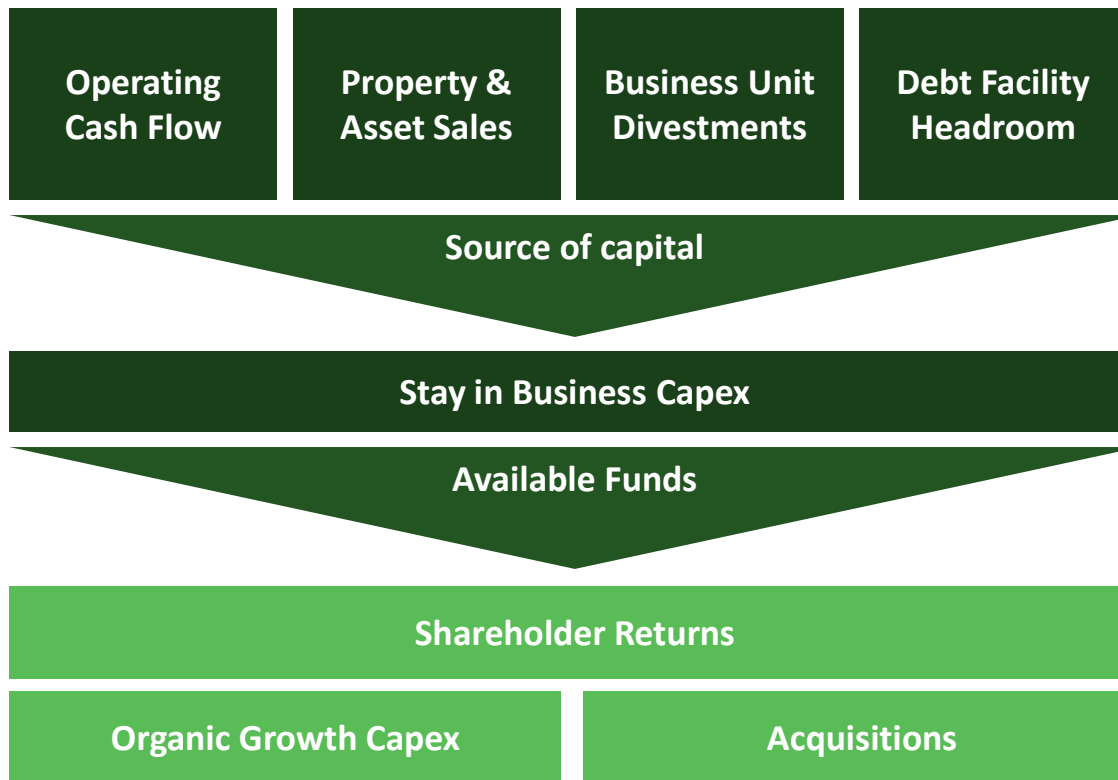 Operating
Cash Flow
Property &
Asset Sales
Business Unit
Divestments
Debt Facility
Headroom
Source of capital
Stay in Business Capex
Available Funds
Shareholder Returns
Organic Growth Capex
Acquisitions